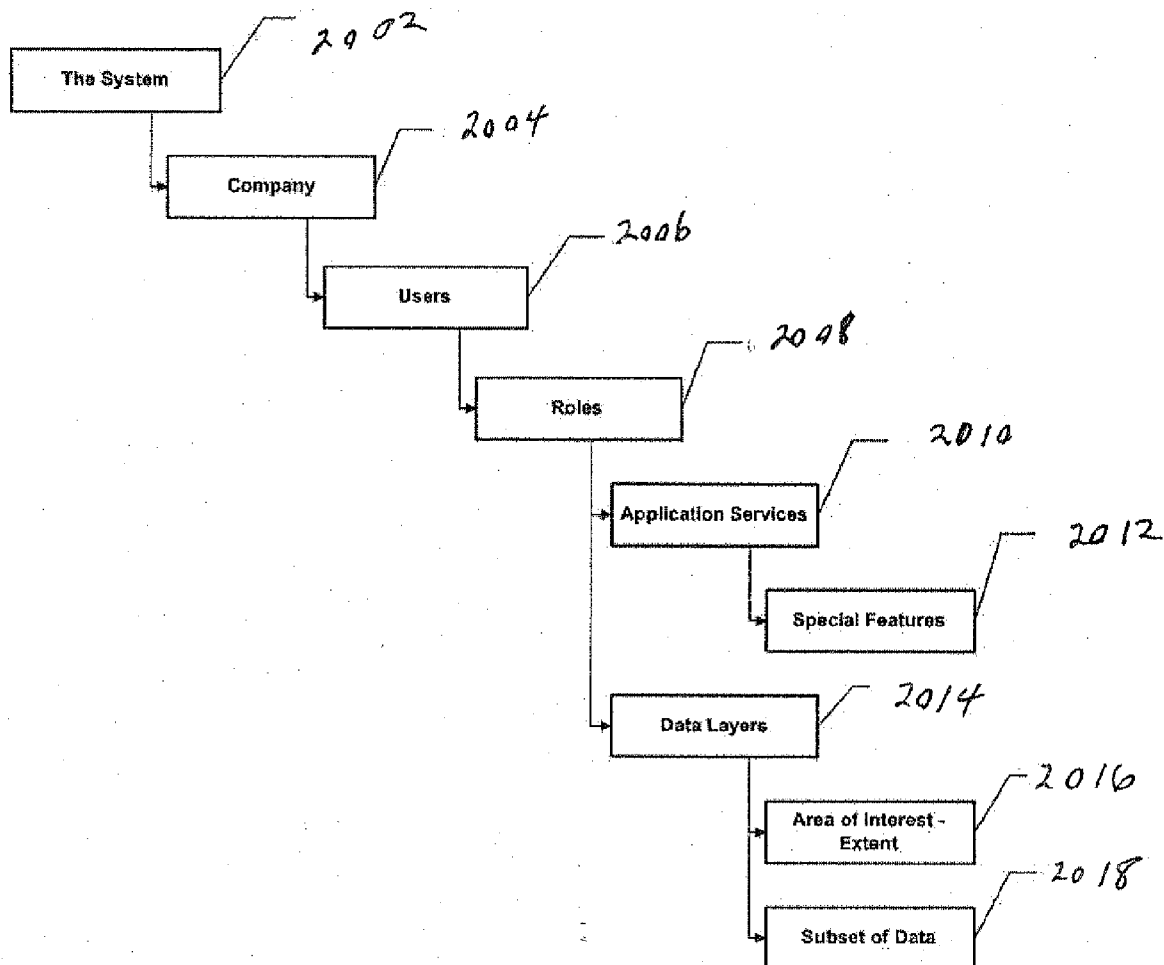 2002
The System
2004
Company
2006
Users
2008
Roles
2010
Application Services
2012
Special Features
2014
Data Layers
2016
Area of Interest -
Extent
2018
Subset of Data